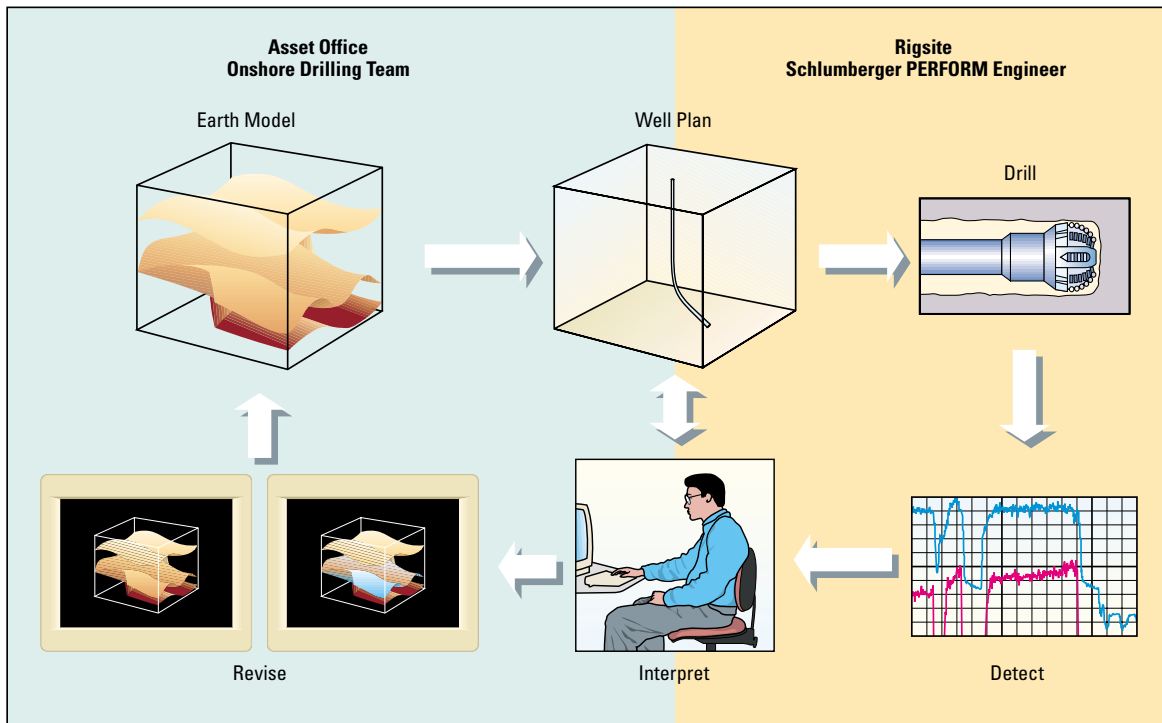 Asset Office
Onshore Drilling Team
Rigsite
Schlumberger PERFORM Engineer
Earth Model
Well Plan
Drill
Revise
Interpret
Detect